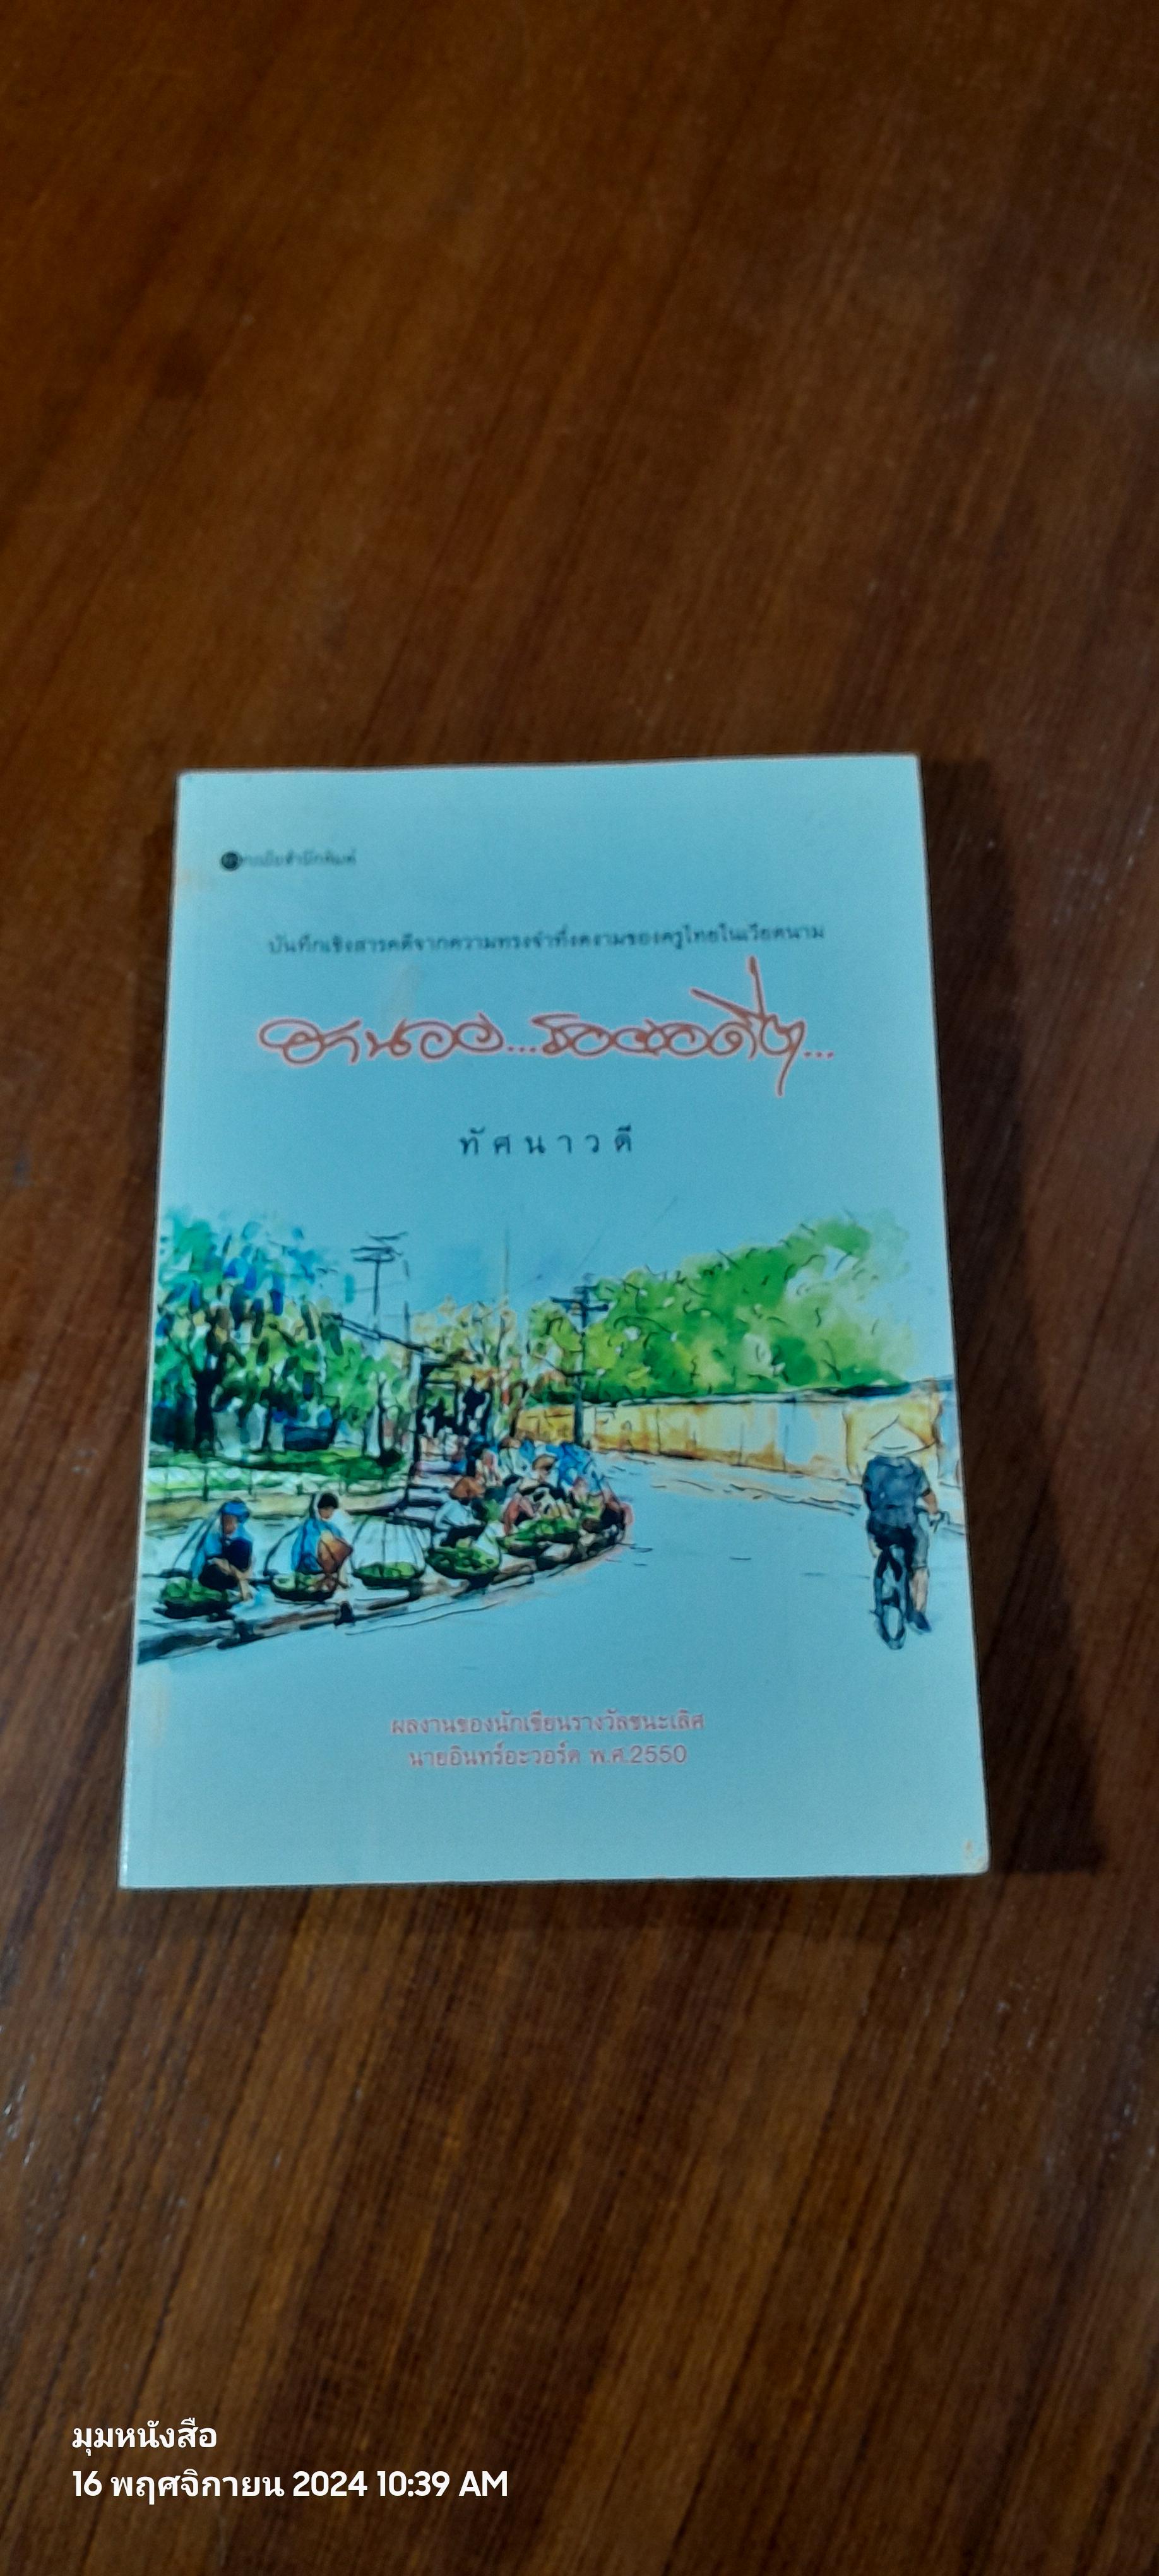 บันทึกเชิงสารคดีจากความทรงจำที่งดงามของครูไทยในเวียดนาม
ฮานอย...รอยอดีต...
ทัศนาวดี
ผลงานของนักเขียนรางวัลชนะเลิศ
นายอินทร์อะวอร์ด พ.ศ.2550
มุมหนังสือ
16 พฤศจิกายน 2024 10:39 AM